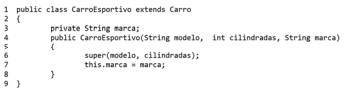 1 public class CarroEsportivo extends Carro
2 {
3 private String marca;
4 public CarroEsportivo(String modelo, int cilindradas, String marca)
5 {
6 super(modelo, cilindradas);
7 this.marca = marca;
8 }
9 }